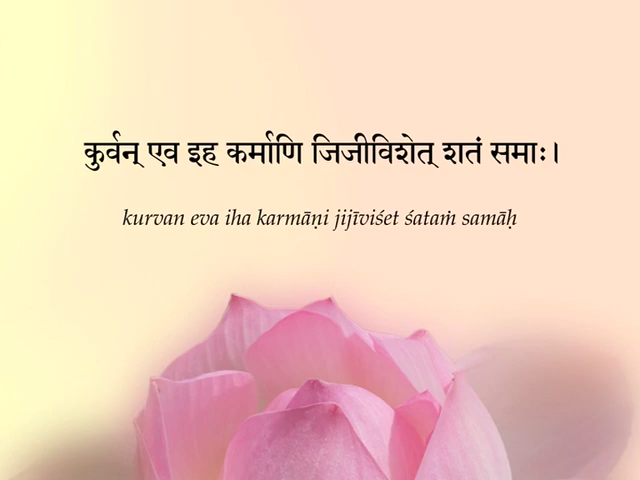 कुर्वन् एव इह कर्माणि जिजीविशेत् शतं समाः।
kurvan eva iha karmāṇi jijīviśet śataṁ samāḥ